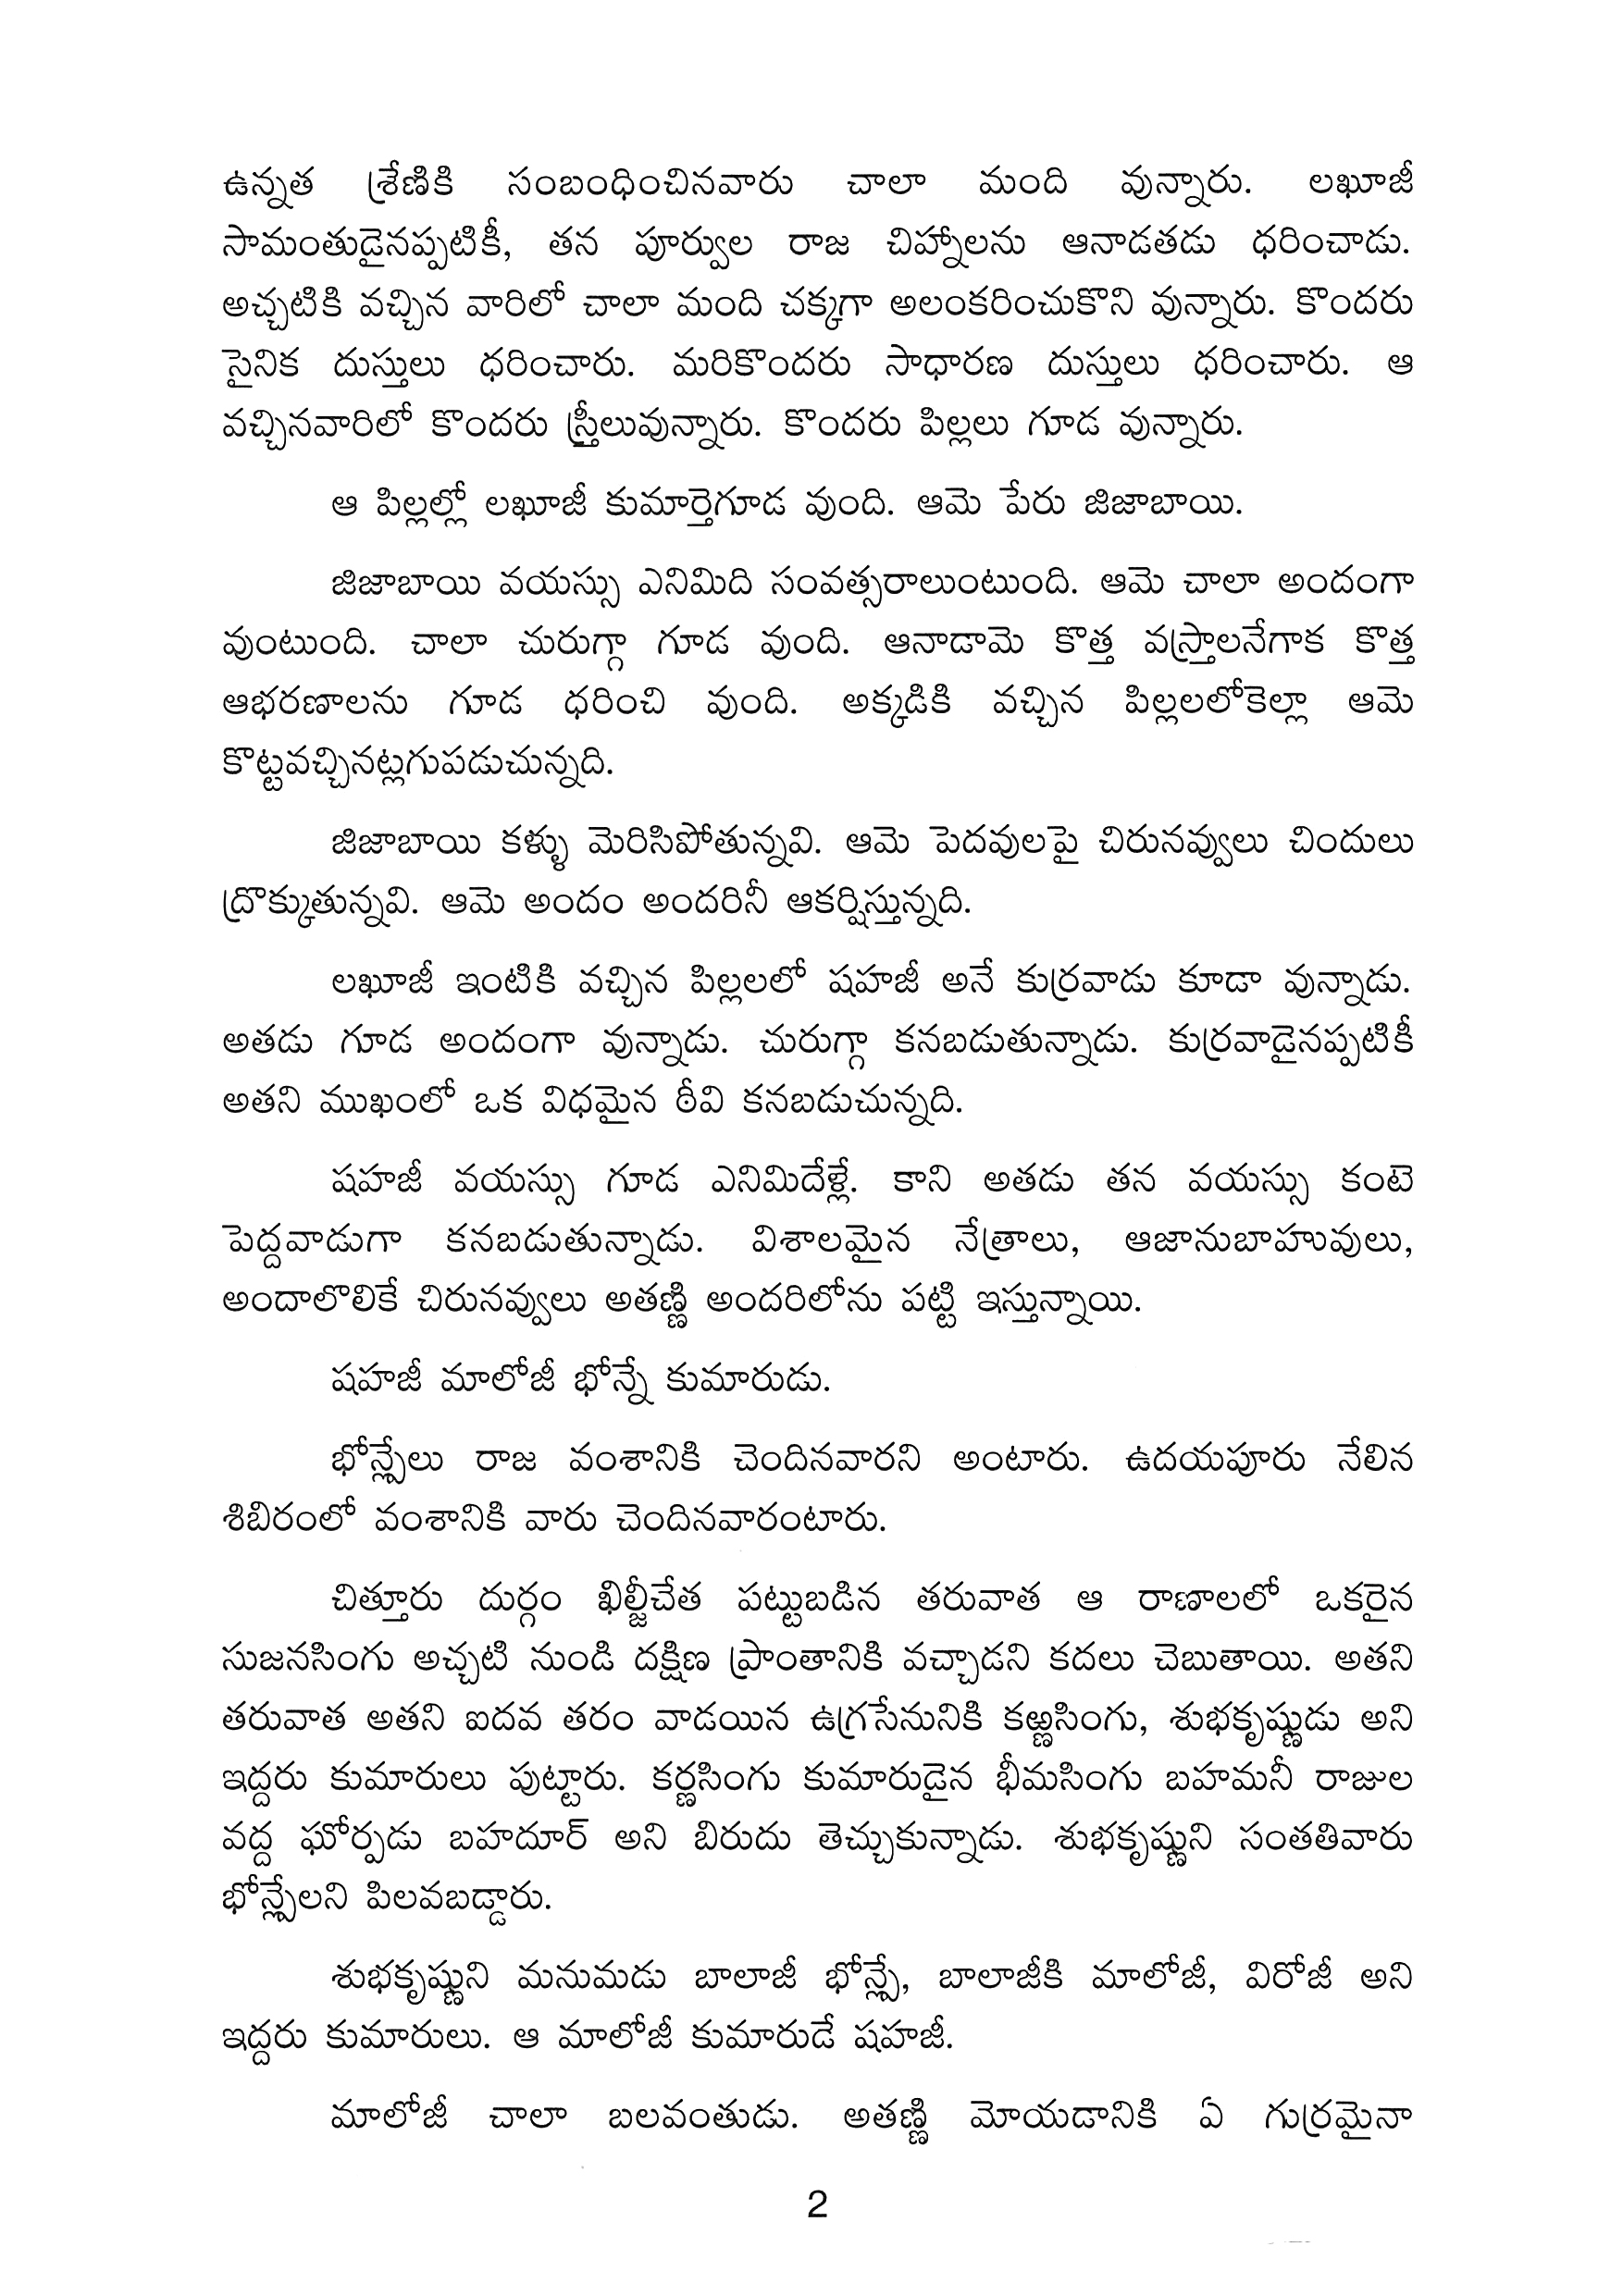 ఉన్నత శ్రేణికి సంబంధించినవారు చాలా మంది వున్నారు. లఖూజీ
సామంతుడైనప్పటికీ, తన పూర్వుల రాజ చిహ్నాలను ఆనాడతడు ధరించాడు.
అచ్చటికి వచ్చిన వారిలో చాలా మంది చక్కగా అలంకరించుకొని వున్నారు. కొందరు
సైనిక దుస్తులు ధరించారు. మరికొందరు సాధారణ దుస్తులు ధరించారు. ఆ
వచ్చినవారిలో కొందరు స్త్రీలువున్నారు. కొందరు పిల్లలు గూడ వున్నారు.
ఆ పిల్లల్లో లఖూజీ కుమార్తెగూడ వుంది. ఆమె పేరు జిజాబాయి.
జిజాబాయి వయస్సు ఎనిమిది సంవత్సరాలుంటుంది. ఆమె చాలా అందంగా
వుంటుంది. చాలా చురుగ్గా గూడ వుంది. ఆనాడామె కొత్త వస్త్రాలనేగాక కొత్త
ఆభరణాలను గూడ ధరించి వుంది. అక్కడికి వచ్చిన పిల్లలలోకెల్లా ఆమె
కొట్టవచ్చినట్లగుపడుచున్నది.
జిజాబాయి కళ్ళు మెరిసిపోతున్నవి. ఆమె పెదవులపై చిరునవ్వులు చిందులు
ద్రొక్కుతున్నవి. ఆమె అందం అందరినీ ఆకర్షిస్తున్నది.
లఖూజీ ఇంటికి వచ్చిన పిల్లలలో షహజీ అనే కుర్రవాడు కూడా వున్నాడు.
అతడు గూడ అందంగా వున్నాడు. చురుగ్గా కనబడుతున్నాడు. కుర్రవాడైనప్పటికీ
అతని ముఖంలో ఒక విధమైన ఠీవి కనబడుచున్నది.
షహజీ వయస్సు గూడ ఎనిమిదేళ్లే. కాని అతడు తన వయస్సు కంటె
పెద్దవాడుగా కనబడుతున్నాడు. విశాలమైన నేత్రాలు, ఆజానుబాహువులు,
అందాలొలికే చిరునవ్వులు అతణ్ణి అందరిలోను పట్టి ఇస్తున్నాయి.
షహజీ మాలోజీ భోన్నే కుమారుడు.
భోన్స్లేలు రాజ వంశానికి చెందినవారని అంటారు. ఉదయపూరు నేలిన
శిబిరంలో వంశానికి వారు చెందినవారంటారు.
చిత్తూరు దుర్గం ఖిల్జీచేత పట్టుబడిన తరువాత ఆ రాణాలలో ఒకరైన
సుజనసింగు అచ్చటి నుండి దక్షిణ ప్రాంతానికి వచ్చాడని కదలు చెబుతాయి. అతని
తరువాత అతని ఐదవ తరం వాడయిన ఉగ్రసేనునికి కఱ్ణసింగు, శుభకృష్ణుడు అని
ఇద్దరు కుమారులు పుట్టారు. కర్ణసింగు కుమారుడైన భీమసింగు బహమనీ రాజుల
వద్ద ఘోర్పడు బహదూర్ అని బిరుదు తెచ్చుకున్నాడు. శుభకృష్ణుని సంతతివారు
భోన్స్లేలని పిలవబడ్డారు.
శుభకృష్ణుని మనుమడు బాలాజీ భోన్స్లే, బాలాజీకి మాలోజీ, విరోజీ అని
ఇద్దరు కుమారులు. ఆ మాలోజీ కుమారుడే షహజీ.
మాలోజీ చాలా బలవంతుడు. అతణ్ణి మోయడానికి ఏ గుర్రమైనా
2